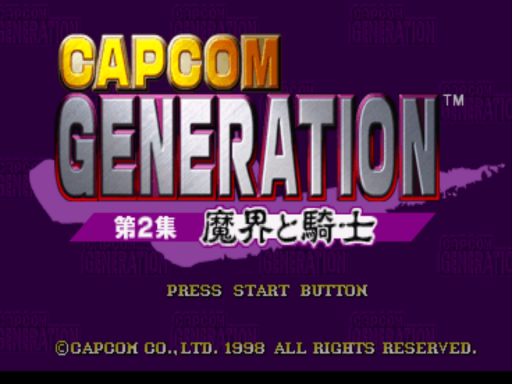 CAPCOM
GENERATION™
第2集 魔界と騎士
PRESS START BUTTON
©CAPCOM CO., LTD. 1998 ALL RIGHTS RESERVED.